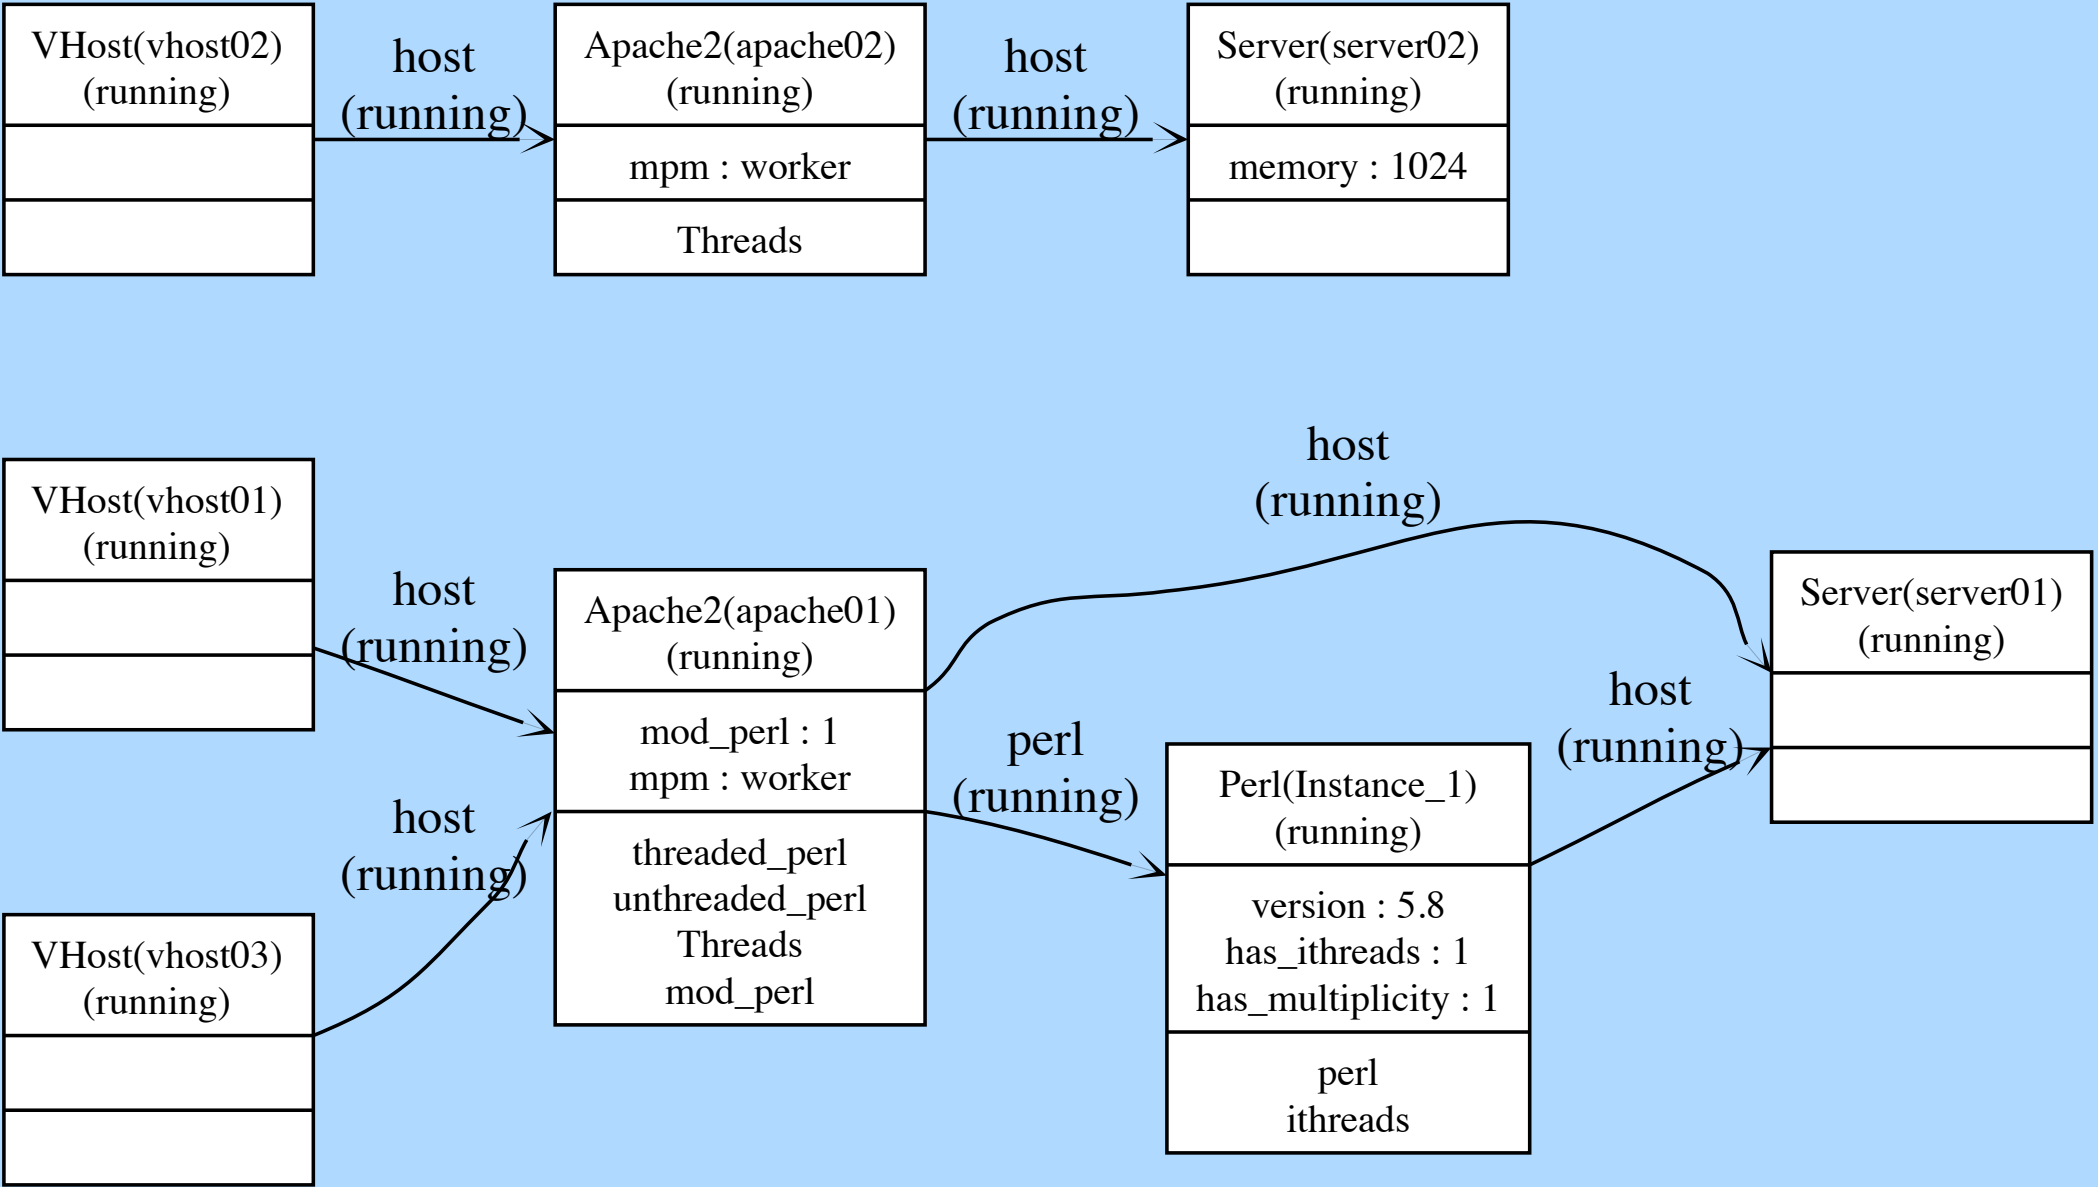 VHost(vhost02)
(running)
host
(running)
Apache2(apache02)
(running)
mpm : worker
Threads
host
(running)
Server(server02)
(running)
memory : 1024
VHost(vhost01)
(running)
host
(running)
VHost(vhost03)
(running)
host
(running)
Apache2(apache01)
(running)
mod_perl : 1
mpm : worker
threaded_perl
unthreaded_perl
Threads
mod_perl
host
(running)
perl
(running)
Perl(Instance_1)
(running)
version : 5.8
has_ithreads : 1
has_multiplicity : 1
perl
ithreads
host
(running)
Server(server01)
(running)